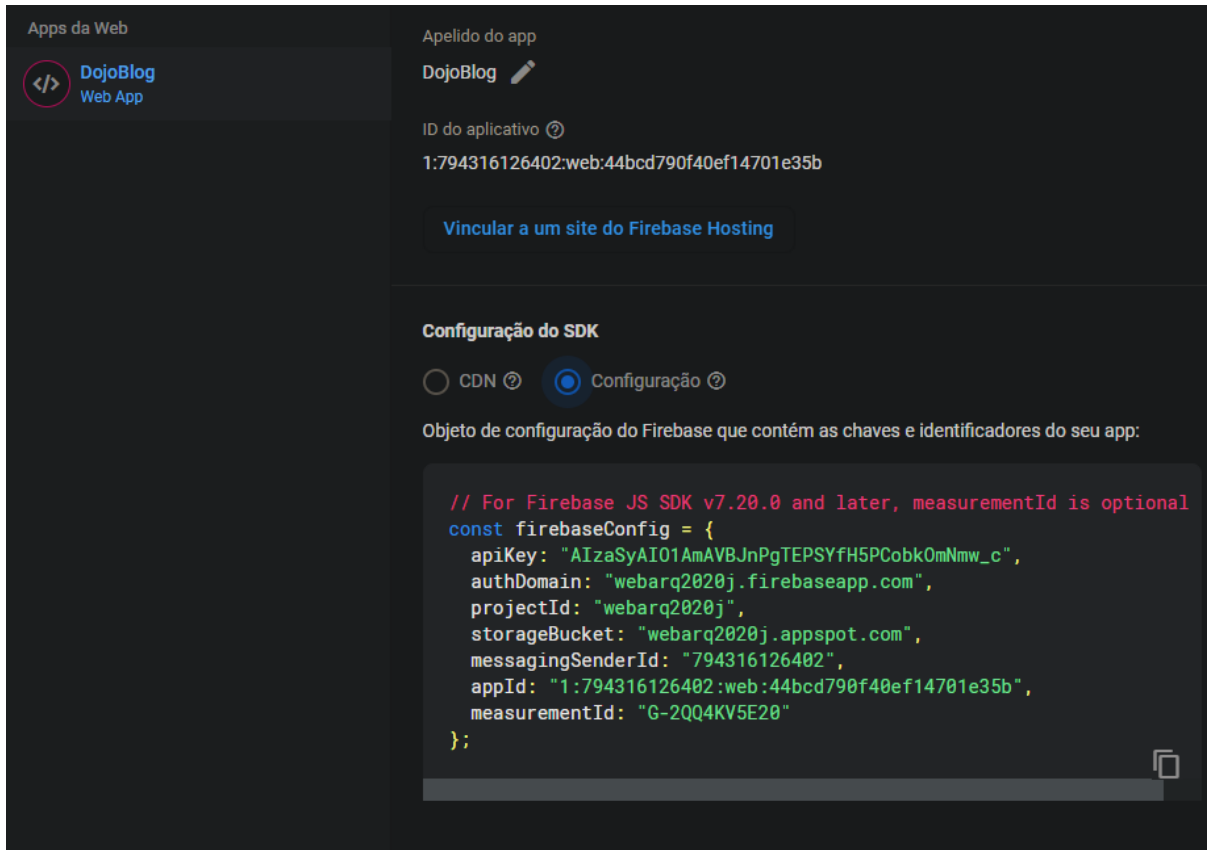 Apps da Web
DojoBlog
Web App
Apelido do app
DojoBlog
ID do aplicativo
1:794316126402:web:44bcd790f40ef14701e35b
Vincular a um site do Firebase Hosting
Configuração do SDK
CDN Configuração
Objeto de configuração do Firebase que contém as chaves e identificadores do seu app:
// For Firebase JS SDK v7.20.0 and later, measurementId is optional
const firebaseConfig = {
apiKey: "AIzaSyAIO1AmAVBJnPgTEPSYfH5PCobkOmNmw_c",
authDomain: "webarq2020j.firebaseapp.com",
projectId: "webarq2020j",
storageBucket: "webarq2020j.appspot.com",
messagingSenderId: "794316126402",
appId: "1:794316126402:web:44bcd790f40ef14701e35b",
measurementId: "G-2QQ4KV5E20"
};